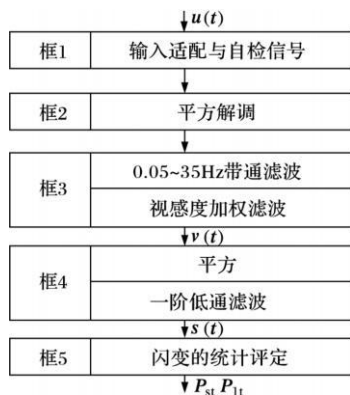 u(t)
框1 输入适配与自检信号
框2 平方解调
框3 0.05~35Hz带通滤波
视感度加权滤波
v(t)
框4 平方
一阶低通滤波
s(t)
框5 闪变的统计评定
Pst Plt